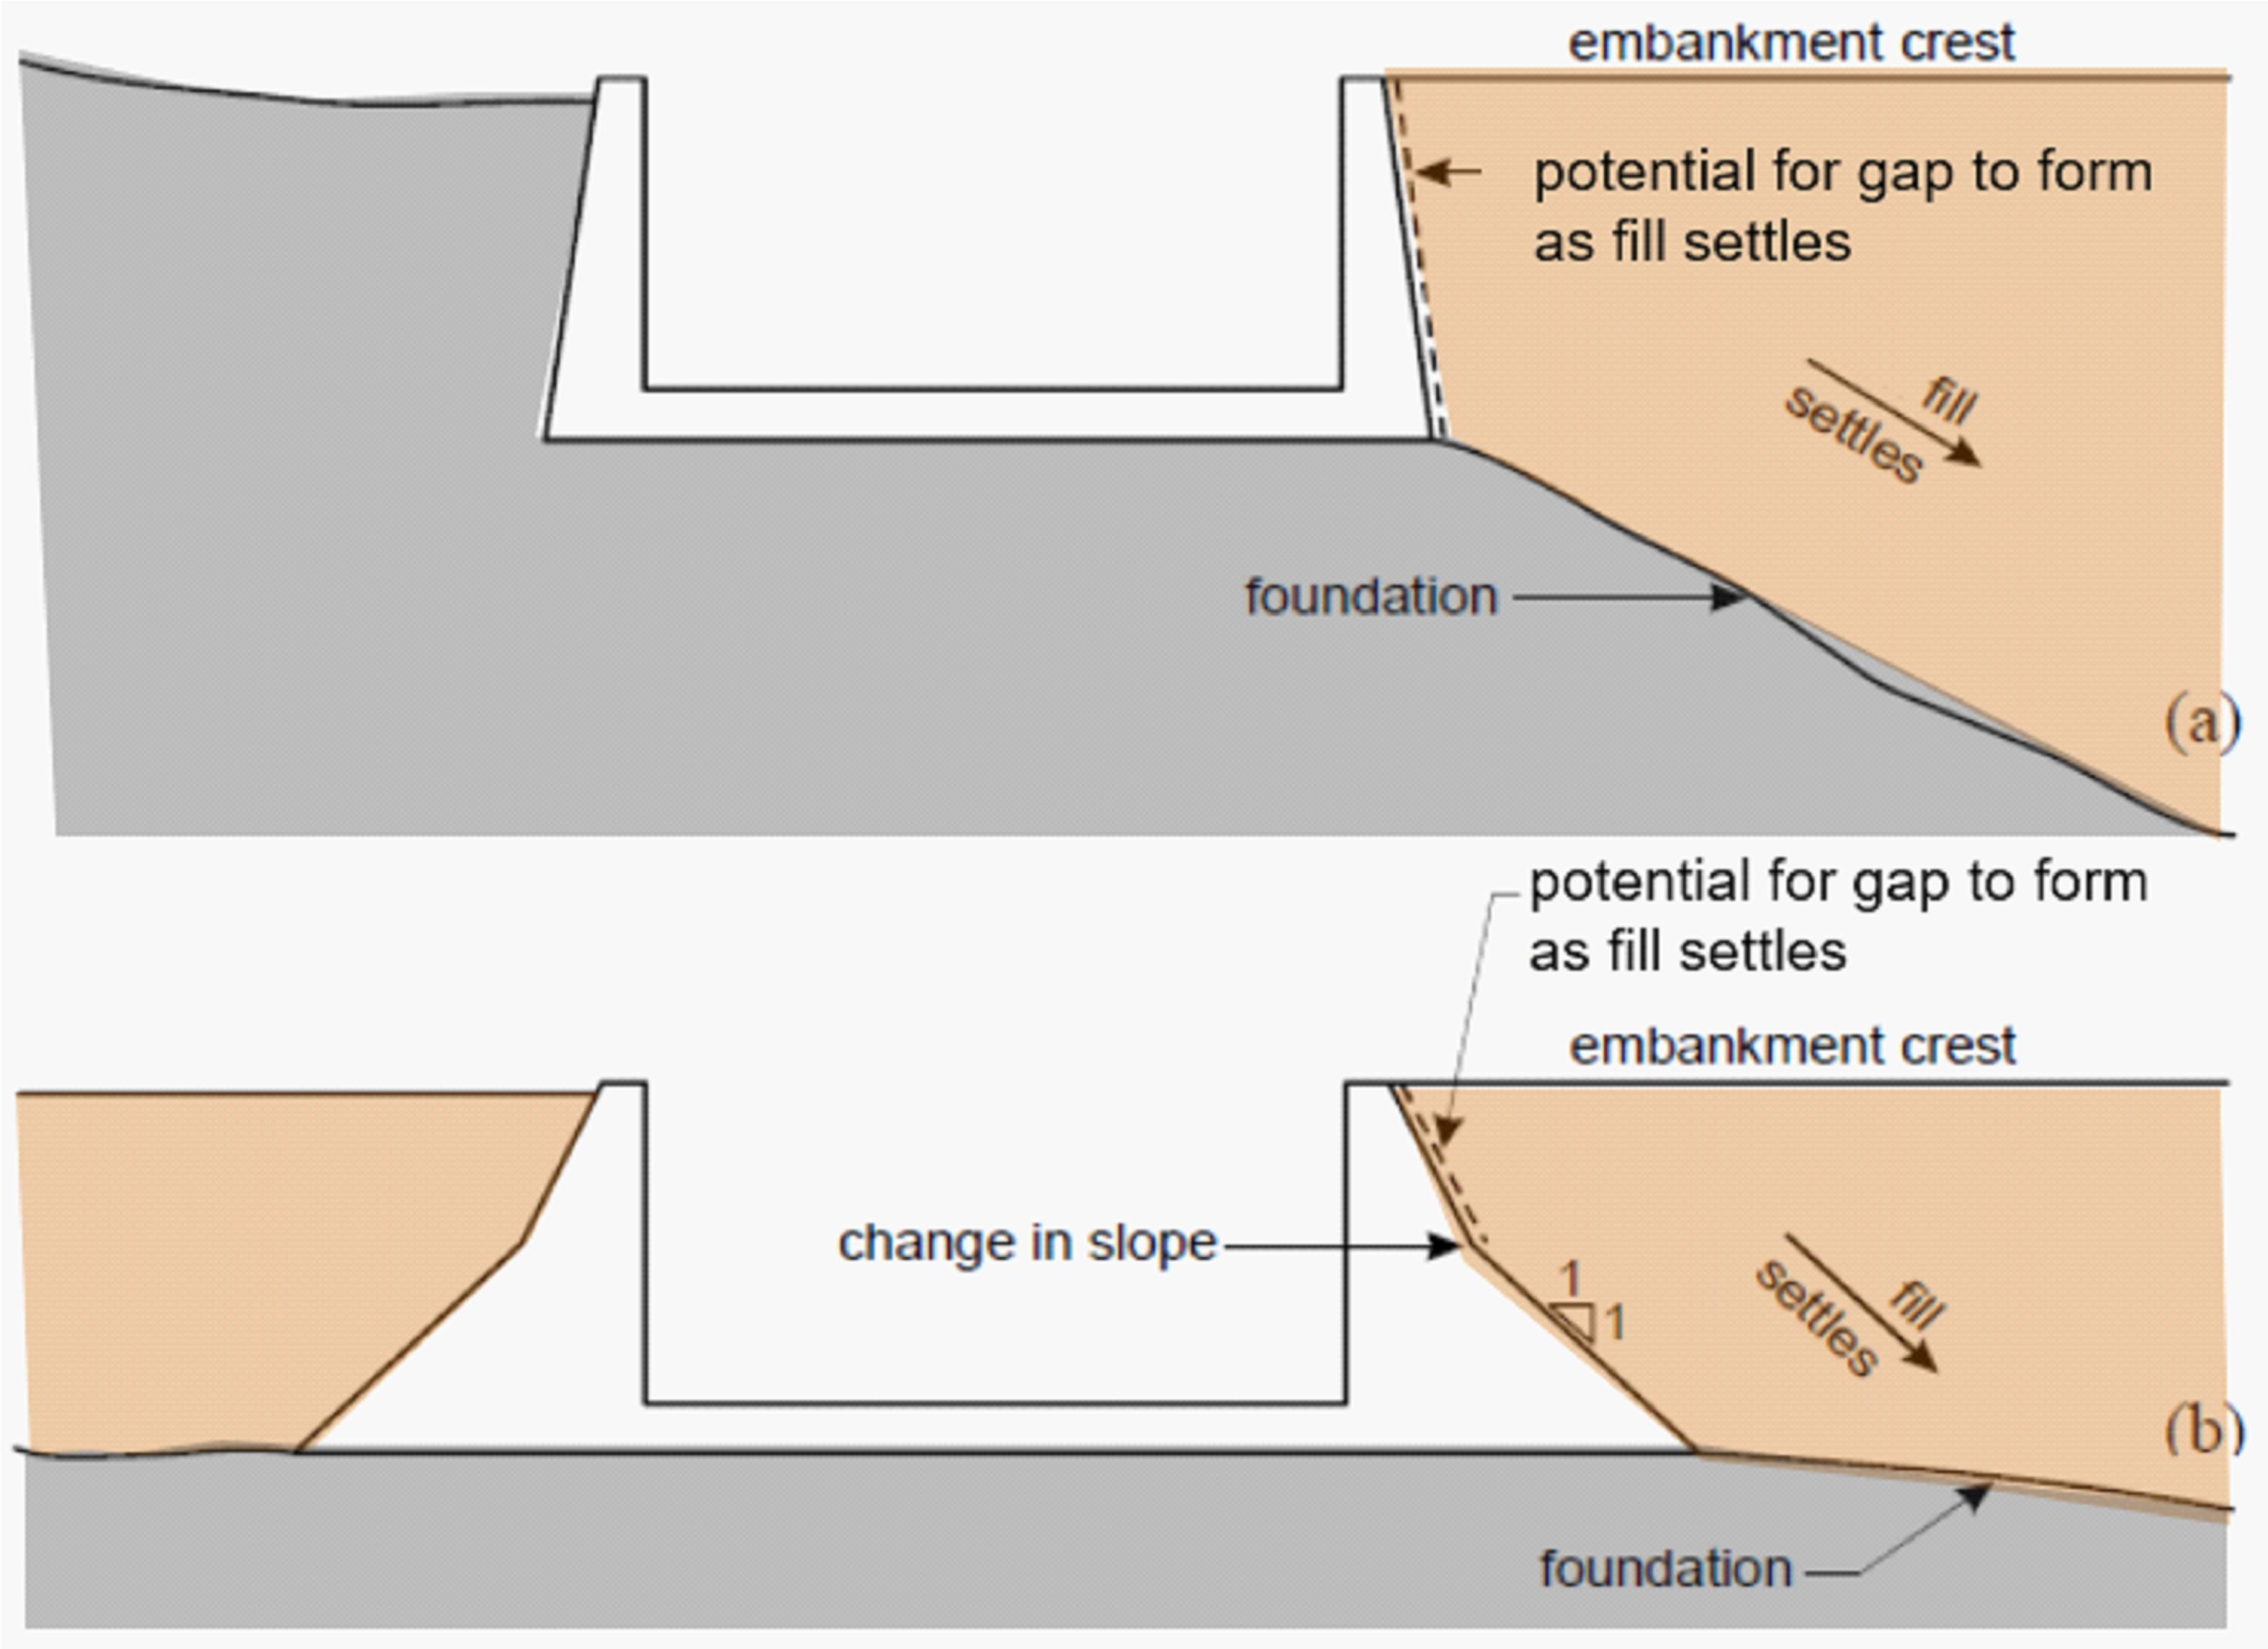 embankment crest
potential for gap to form
as fill settles
fill
settles
foundation
(a)
potential for gap to form
as fill settles
embankment crest
change in slope
1
1
fill
settles
(b)
foundation